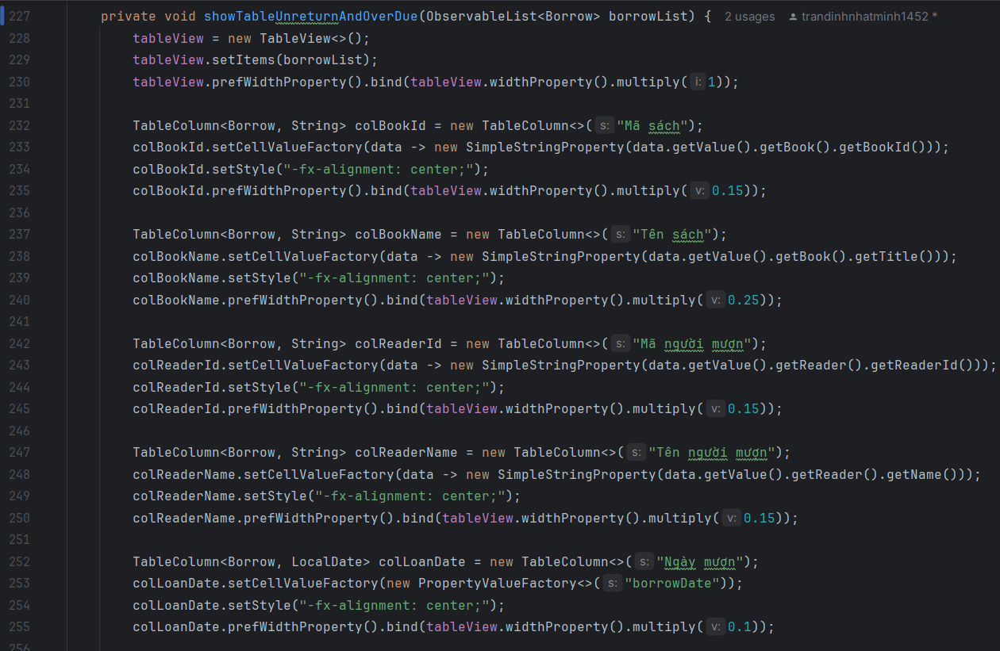 227 private void showTableUnreturnAndOverDue(ObservableList<Borrow> borrowList) { 2 usages trandinhnhatminh1452 *
228 tableView = new TableView<>();
229 tableView.setItems(borrowList);
230 tableView.prefWidthProperty().bind(tableView.widthProperty().multiply( i: 1));
231
232 TableColumn<Borrow, String> colBookId = new TableColumn<>( s: "Mã sách");
233 colBookId.setCellValueFactory(data -> new SimpleStringProperty(data.getValue().getBook().getBookId()));
234 colBookId.setStyle("-fx-alignment: center;");
235 colBookId.prefWidthProperty().bind(tableView.widthProperty().multiply( v: 0.15));
236
237 TableColumn<Borrow, String> colBookName = new TableColumn<>( s: "Tên sách");
238 colBookName.setCellValueFactory(data -> new SimpleStringProperty(data.getValue().getBook().getTitle()));
239 colBookName.setStyle("-fx-alignment: center;");
240 colBookName.prefWidthProperty().bind(tableView.widthProperty().multiply( v: 0.25));
241
242 TableColumn<Borrow, String> colReaderId = new TableColumn<>( s: "Mã người mượn");
243 colReaderId.setCellValueFactory(data -> new SimpleStringProperty(data.getValue().getReader().getReaderId()));
244 colReaderId.setStyle("-fx-alignment: center;");
245 colReaderId.prefWidthProperty().bind(tableView.widthProperty().multiply( v: 0.15));
246
247 TableColumn<Borrow, String> colReaderName = new TableColumn<>( s: "Tên người mượn");
248 colReaderName.setCellValueFactory(data -> new SimpleStringProperty(data.getValue().getReader().getName()));
249 colReaderName.setStyle("-fx-alignment: center;");
250 colReaderName.prefWidthProperty().bind(tableView.widthProperty().multiply( v: 0.15));
251
252 TableColumn<Borrow, LocalDate> colLoanDate = new TableColumn<>( s: "Ngày mượn");
253 colLoanDate.setCellValueFactory(new PropertyValueFactory<>( s: "borrowDate"));
254 colLoanDate.setStyle("-fx-alignment: center;");
255 colLoanDate.prefWidthProperty().bind(tableView.widthProperty().multiply( v: 0.1));
256